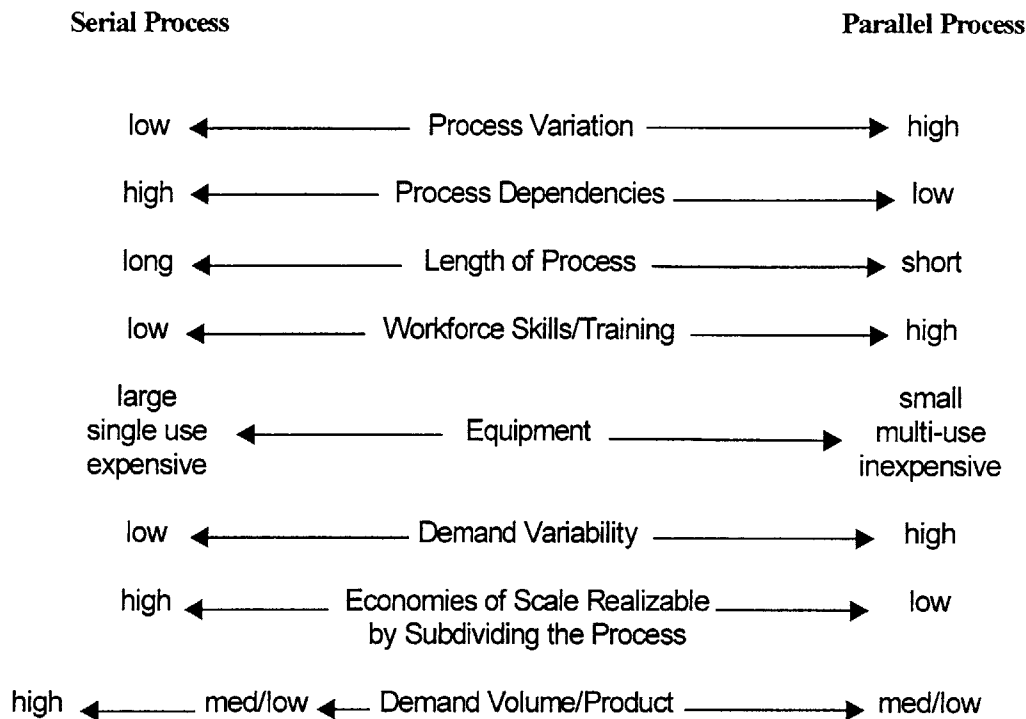 Serial Process Parallel Process
low Process Variation high
high Process Dependencies low
long Length of Process short
low Workforce Skills/Training high
large
single use
expensive
Equipment
small
multi-use
inexpensive
low Demand Variability high
high Economies of Scale Realizable low
by Subdividing the Process
high med/low Demand Volume/Product med/low